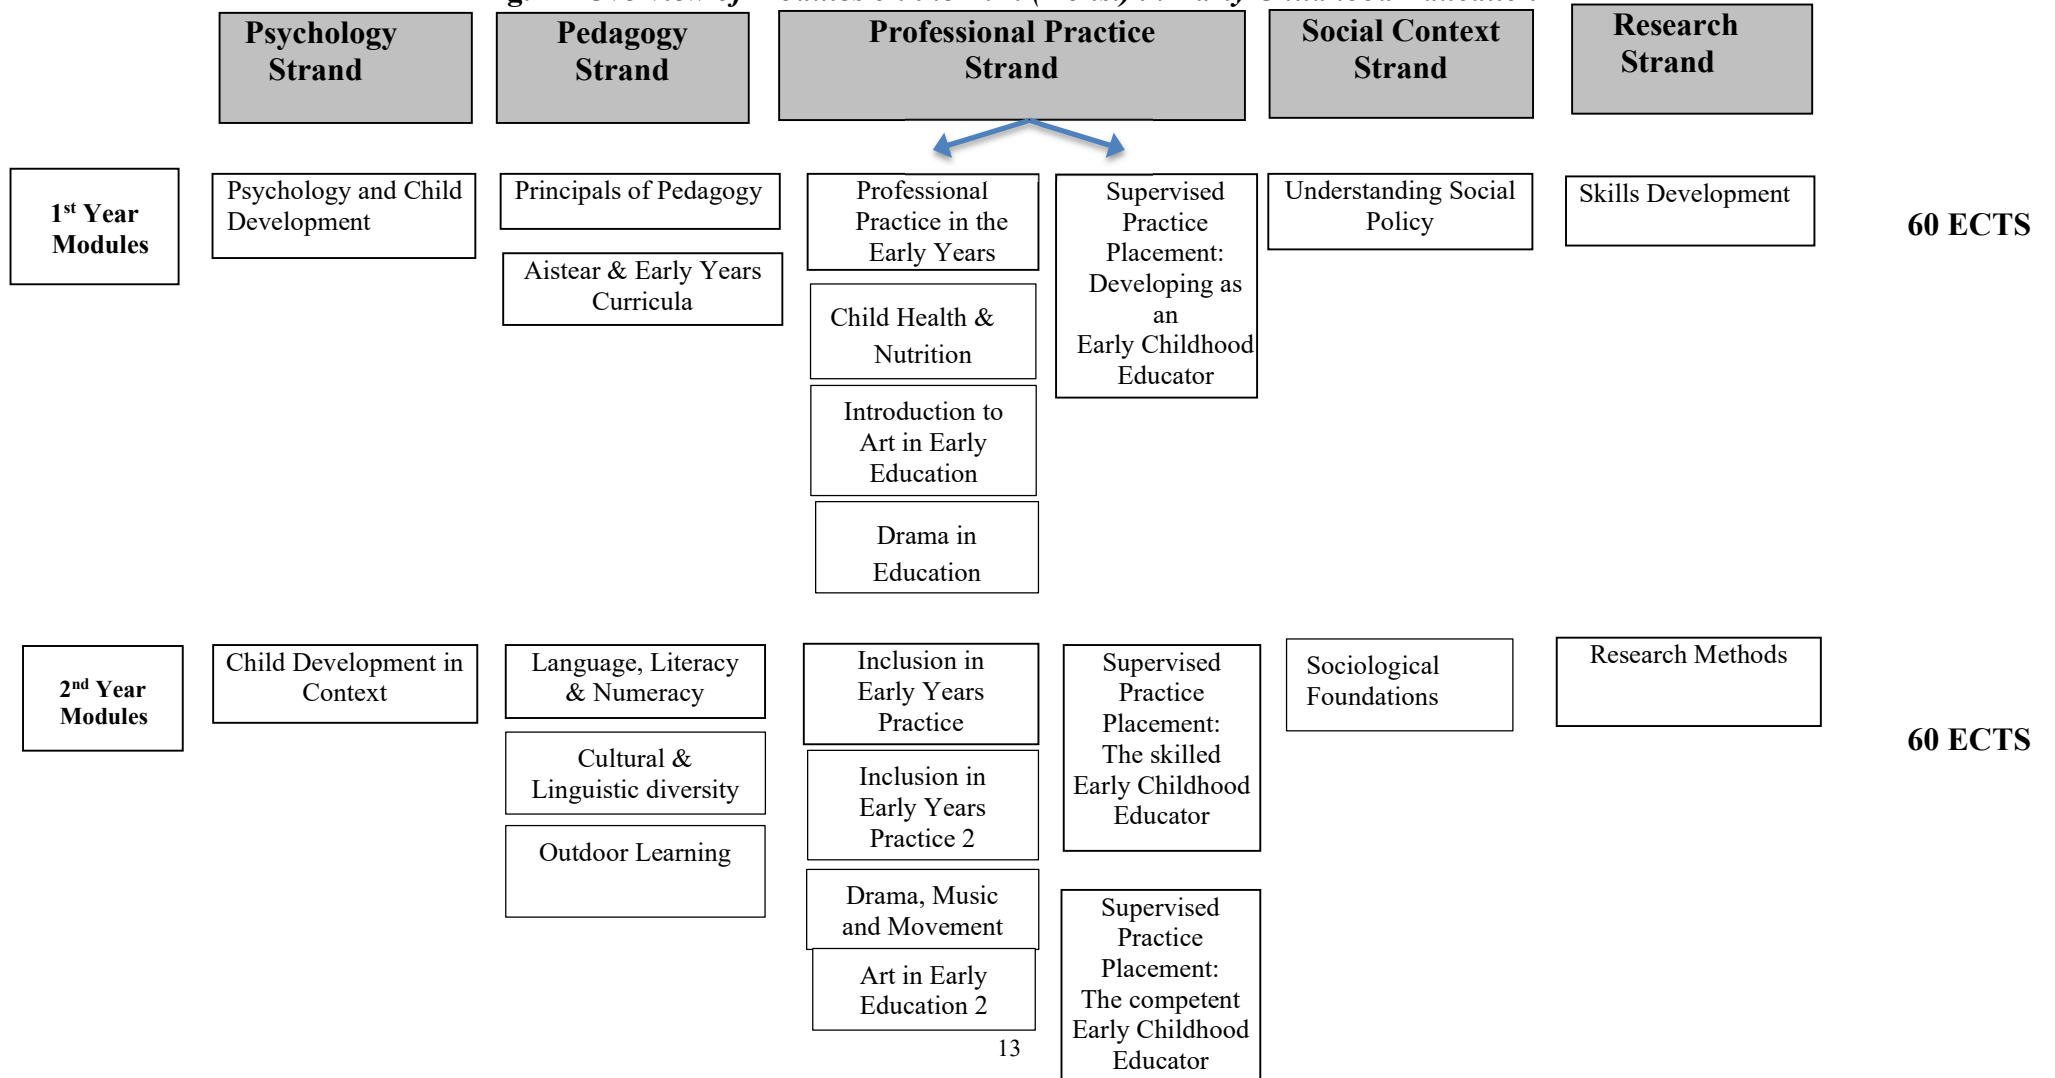 Psychology
Strand
Pedagogy
Strand
Professional Practice
Strand
Social Context
Strand
Research
Strand
1st Year
Modules
Psychology and Child
Development
Principals of Pedagogy
Aistear & Early Years
Curricula
Professional
Practice in the
Early Years
Child Health &
Nutrition
Introduction to
Art in Early
Education
Drama in
Education
Supervised
Practice
Placement:
Developing as
an
Early Childhood
Educator
Understanding Social
Policy
Skills Development
60 ECTS
2nd Year
Modules
Child Development in
Context
Language, Literacy
& Numeracy
Cultural &
Linguistic diversity
Outdoor Learning
Inclusion in
Early Years
Practice
Inclusion in
Early Years
Practice 2
Drama, Music
and Movement
Art in Early
Education 2
Supervised
Practice
Placement:
The skilled
Early Childhood
Educator
Supervised
Practice
Placement:
The competent
Early Childhood
Educator
Sociological
Foundations
Research Methods
60 ECTS
13